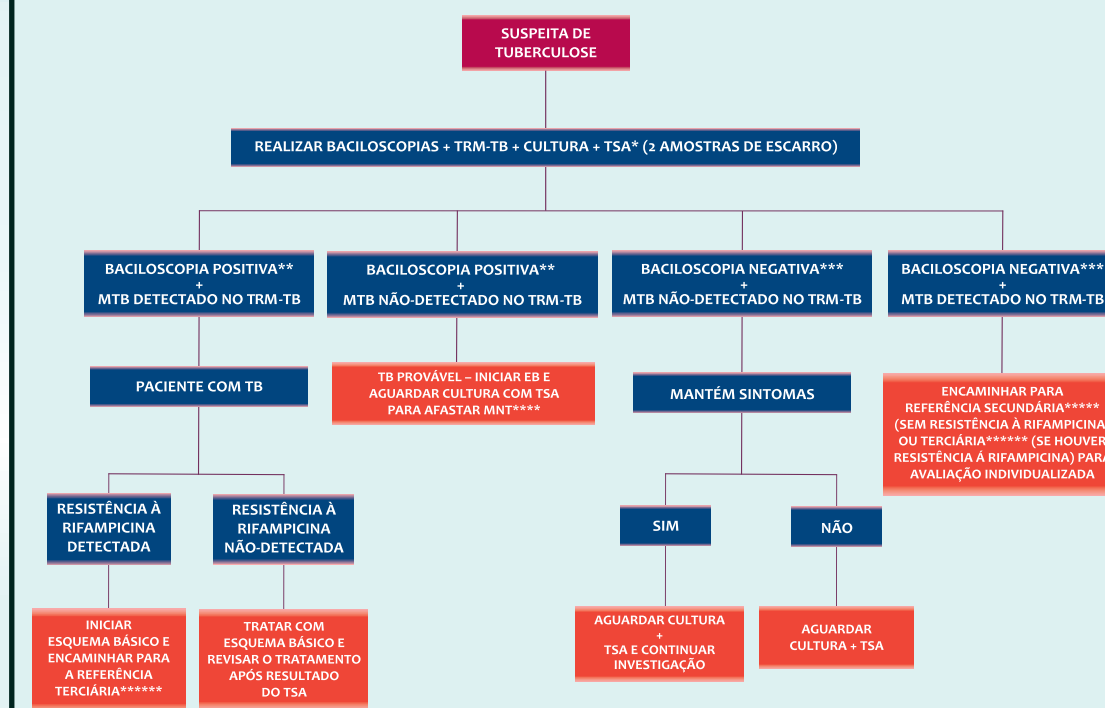 SUSPEITA DE
TUBERCULOSE
REALIZAR BACILOSCOPIAS + TRM-TB + CULTURA + TSA* (2 AMOSTRAS DE ESCARRO)
BACILOSCOPIA POSITIVA**
+
MTB DETECTADO NO TRM-TB
BACILOSCOPIA POSITIVA**
+
MTB NÃO-DETECTADO NO TRM-TB
BACILOSCOPIA NEGATIVA***
+
MTB NÃO-DETECTADO NO TRM-TB
BACILOSCOPIA NEGATIVA***
+
MTB DETECTADO NO TRM-TB
PACIENTE COM TB
TB PROVÁVEL – INICIAR EB E
AGUARDAR CULTURA COM TSA
PARA AFASTAR MNT****
MANTÉM SINTOMAS
ENCAMINHAR PARA
REFERÊNCIA SECUNDÁRIA*****
(SEM RESISTÊNCIA À RIFAMPICINA
OU TERCIÁRIA****** (SE HOUVER
RESISTÊNCIA Á RIFAMPICINA) PARA
AVALIAÇÃO INDIVIDUALIZADA
RESISTÊNCIA À
RIFAMPICINA
DETECTADA
RESISTÊNCIA À
RIFAMPICINA
NÃO-DETECTADA
SIM
NÃO
INICIAR
ESQUEMA BÁSICO E
ENCAMINHAR PARA
A REFERÊNCIA
TERCIÁRIA******
TRATAR COM
ESQUEMA BÁSICO E
REVISAR O TRATAMENTO
APÓS RESULTADO
DO TSA
AGUARDAR CULTURA
+
TSA E CONTINUAR
INVESTIGAÇÃO
AGUARDAR
CULTURA + TSA